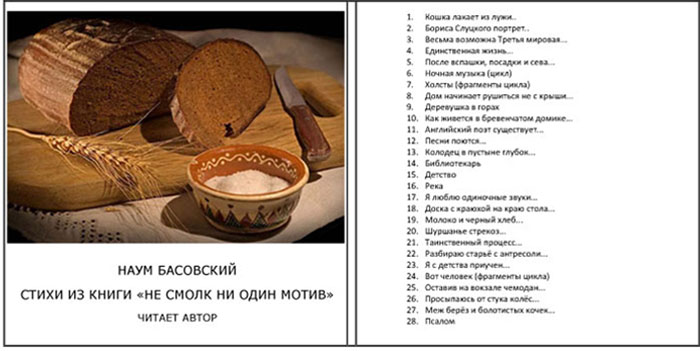 НАУМ БАСОВСКИЙ
СТИХИ ИЗ КНИГИ «НЕ СМОЛК НИ ОДИН МОТИВ»
ЧИТАЕТ АВТОР
1. Кошка лакает из лужи..
2. Бориса Слуцкого портрет..
3. Весьма возможна Третья мировая...
4. Единственная жизнь...
5. После вспашки, посадки и сева...
6. Ночная музыка (цикл)
7. Холсты (фрагменты цикла)
8. Дом начинает рушиться не с крыши...
9. Деревушка в горах
10. Как живется в бревенчатом домике...
11. Английский поэт существует...
12. Песни поются...
13. Колодец в пустыне глубок...
14. Библиотекарь
15. Детство
16. Река
17. Я люблю одиночные звуки...
18. Доска с краюхой на краю стола...
19. Молоко и черный хлеб...
20. Шуршанье стрекоз...
21. Таинственный процесс...
22. Разбираю старьё с антресоли...
23. Я с детства приучен...
24. Вот человек (фрагменты цикла)
25. Оставив на вокзале чемодан...
26. Просыпаюсь от стука колёс...
27. Меж берёз и болотистых кочек...
28. Псалом